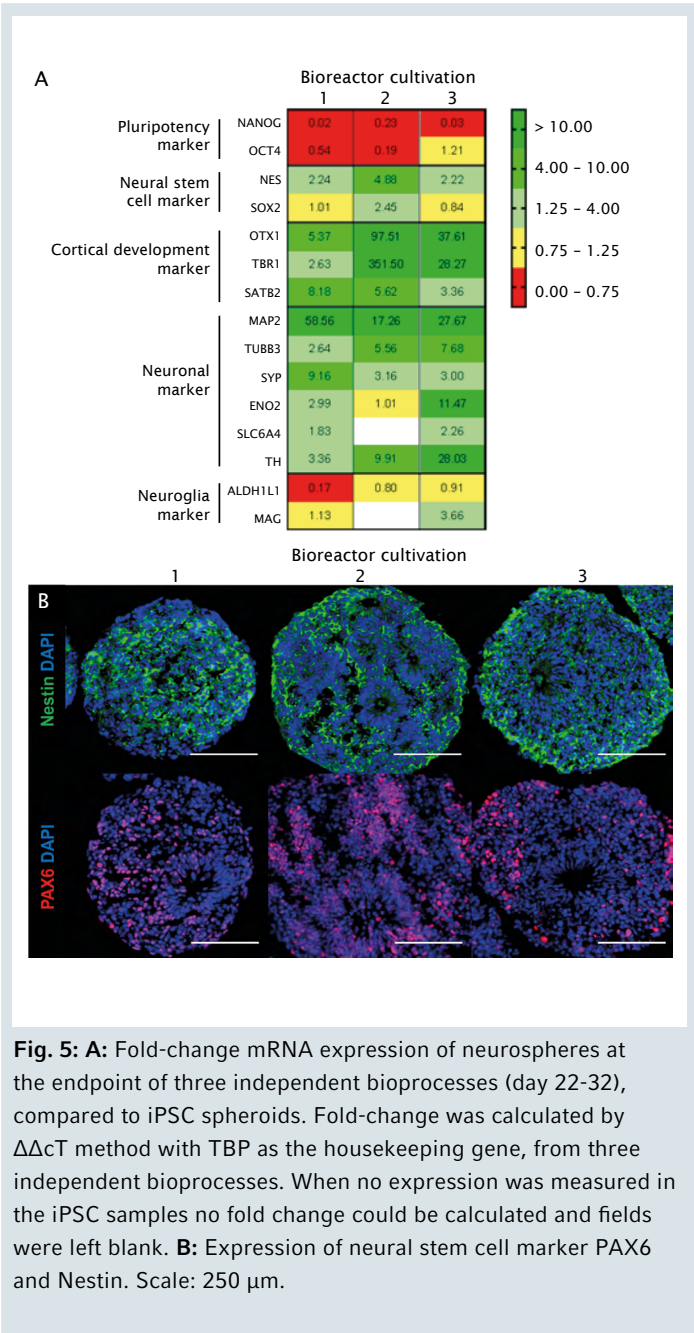 A
Bioreactor cultivation
1 2 3
Pluripotency
marker
NANOG 0.02 0.23 0.03
OCT4 0.54 0.19 1.21
Neural stem
cell marker
NES 2.24 4.88 2.22
SOX2 1.01 2.45 0.84
Cortical development
marker
OTX1 5.37 97.51 37.61
TBR1 2.63 351.50 28.27
SATB2 8.18 5.62 3.36
Neuronal
marker
MAP2 58.56 17.26 27.67
TUBB3 2.64 5.56 7.68
SYP 9.16 3.16 3.00
ENO2 2.99 1.01 11.47
SLC6A4 1.83 2.26
TH 3.36 9.91 28.03
Neuroglia
marker
ALDH1L1 0.17 0.80 0.91
MAG 1.13 3.66
> 10.00
4.00 – 10.00
1.25 – 4.00
0.75 – 1.25
0.00 – 0.75
Bioreactor cultivation
1 2 3
B
Nestin DAPI
PAX6 DAPI
Fig. 5: A: Fold-change mRNA expression of neurospheres at
the endpoint of three independent bioprocesses (day 22-32),
compared to iPSC spheroids. Fold-change was calculated by
ΔΔcT method with TBP as the housekeeping gene, from three
independent bioprocesses. When no expression was measured in
the iPSC samples no fold change could be calculated and fields
were left blank. B: Expression of neural stem cell marker PAX6
and Nestin. Scale: 250 µm.